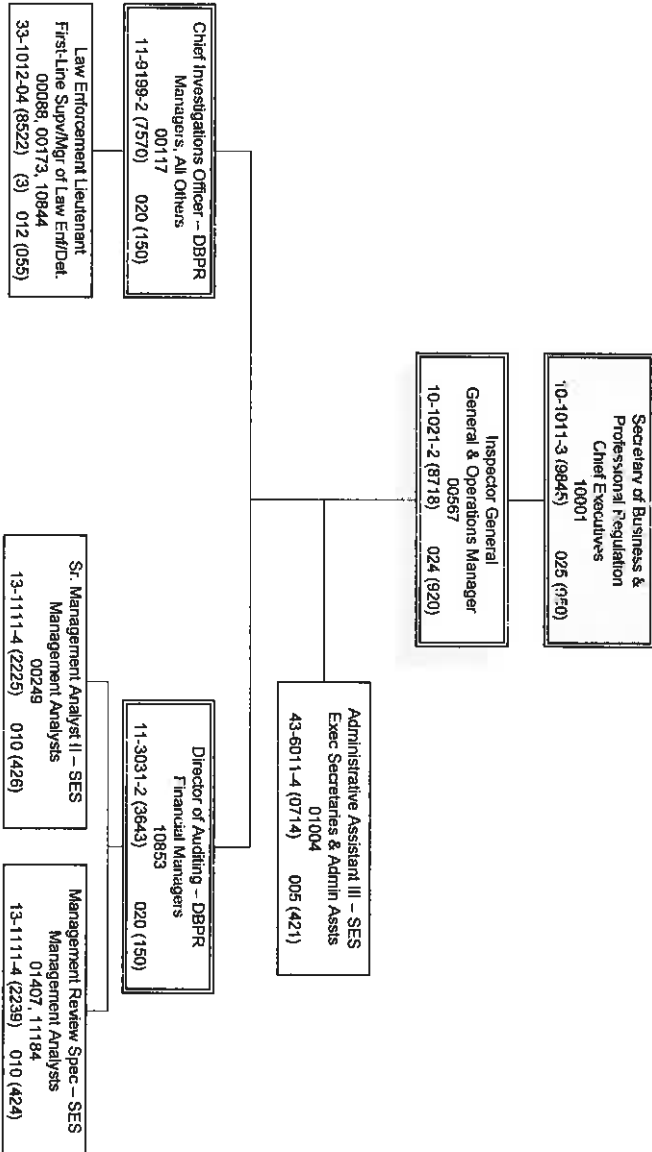 Secretary of Business &
Professional Regulation
10001
Chief Executives
10-1011-3 (9845) 025 (950)
Inspector General
General & Operations Manager
00567
10-1021-2 (8718) 024 (920)
Administrative Assistant III – SES
Exec Secretaries & Admin Assts
01004
43-6011-4 (0714) 005 (421)
Chief Investigations Officer – DBPR
Managers, All Others
00117
11-9199-2 (7570) 020 (150)
Director of Auditing – DBPR
Financial Managers
10853
11-3031-2 (3643) 020 (150)
Law Enforcement Lieutenant
First-Line Supv/Mgr of Law Enf/Det.
00088, 00173, 10844
33-1012-04 (8522) (3) 012 (055)
Sr. Management Analyst II – SES
Management Analysts
00249
13-1111-4 (2225) 010 (426)
Management Review Spec – SES
Management Analysts
01407, 11184
13-1111-4 (2239) 010 (424)